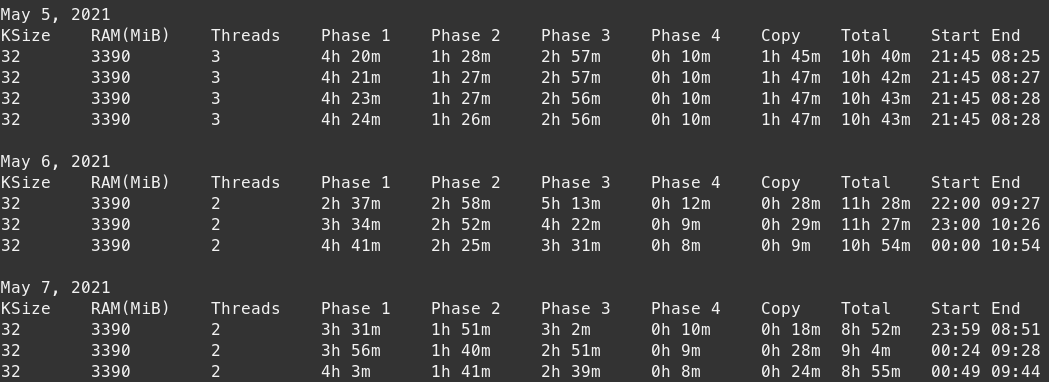 May 5, 2021
KSize RAM(MiB) Threads Phase 1 Phase 2 Phase 3 Phase 4 Copy Total Start End
32 3390 3 4h 20m 1h 28m 2h 57m 0h 10m 1h 45m 10h 40m 21:45 08:25
32 3390 3 4h 21m 1h 27m 2h 57m 0h 10m 1h 47m 10h 42m 21:45 08:27
32 3390 3 4h 23m 1h 27m 2h 56m 0h 10m 1h 47m 10h 43m 21:45 08:28
32 3390 3 4h 24m 1h 26m 2h 56m 0h 10m 1h 47m 10h 43m 21:45 08:28
May 6, 2021
KSize RAM(MiB) Threads Phase 1 Phase 2 Phase 3 Phase 4 Copy Total Start End
32 3390 2 2h 37m 2h 58m 5h 13m 0h 12m 0h 28m 11h 28m 22:00 09:27
32 3390 2 3h 34m 2h 52m 4h 22m 0h 9m 0h 29m 11h 27m 23:00 10:26
32 3390 2 4h 41m 2h 25m 3h 31m 0h 8m 0h 9m 10h 54m 00:00 10:54
May 7, 2021
KSize RAM(MiB) Threads Phase 1 Phase 2 Phase 3 Phase 4 Copy Total Start End
32 3390 2 3h 31m 1h 51m 3h 2m 0h 10m 0h 18m 8h 52m 23:59 08:51
32 3390 2 3h 56m 1h 40m 2h 51m 0h 9m 0h 28m 9h 4m 00:24 09:28
32 3390 2 4h 3m 1h 41m 2h 39m 0h 8m 0h 24m 8h 55m 00:49 09:44